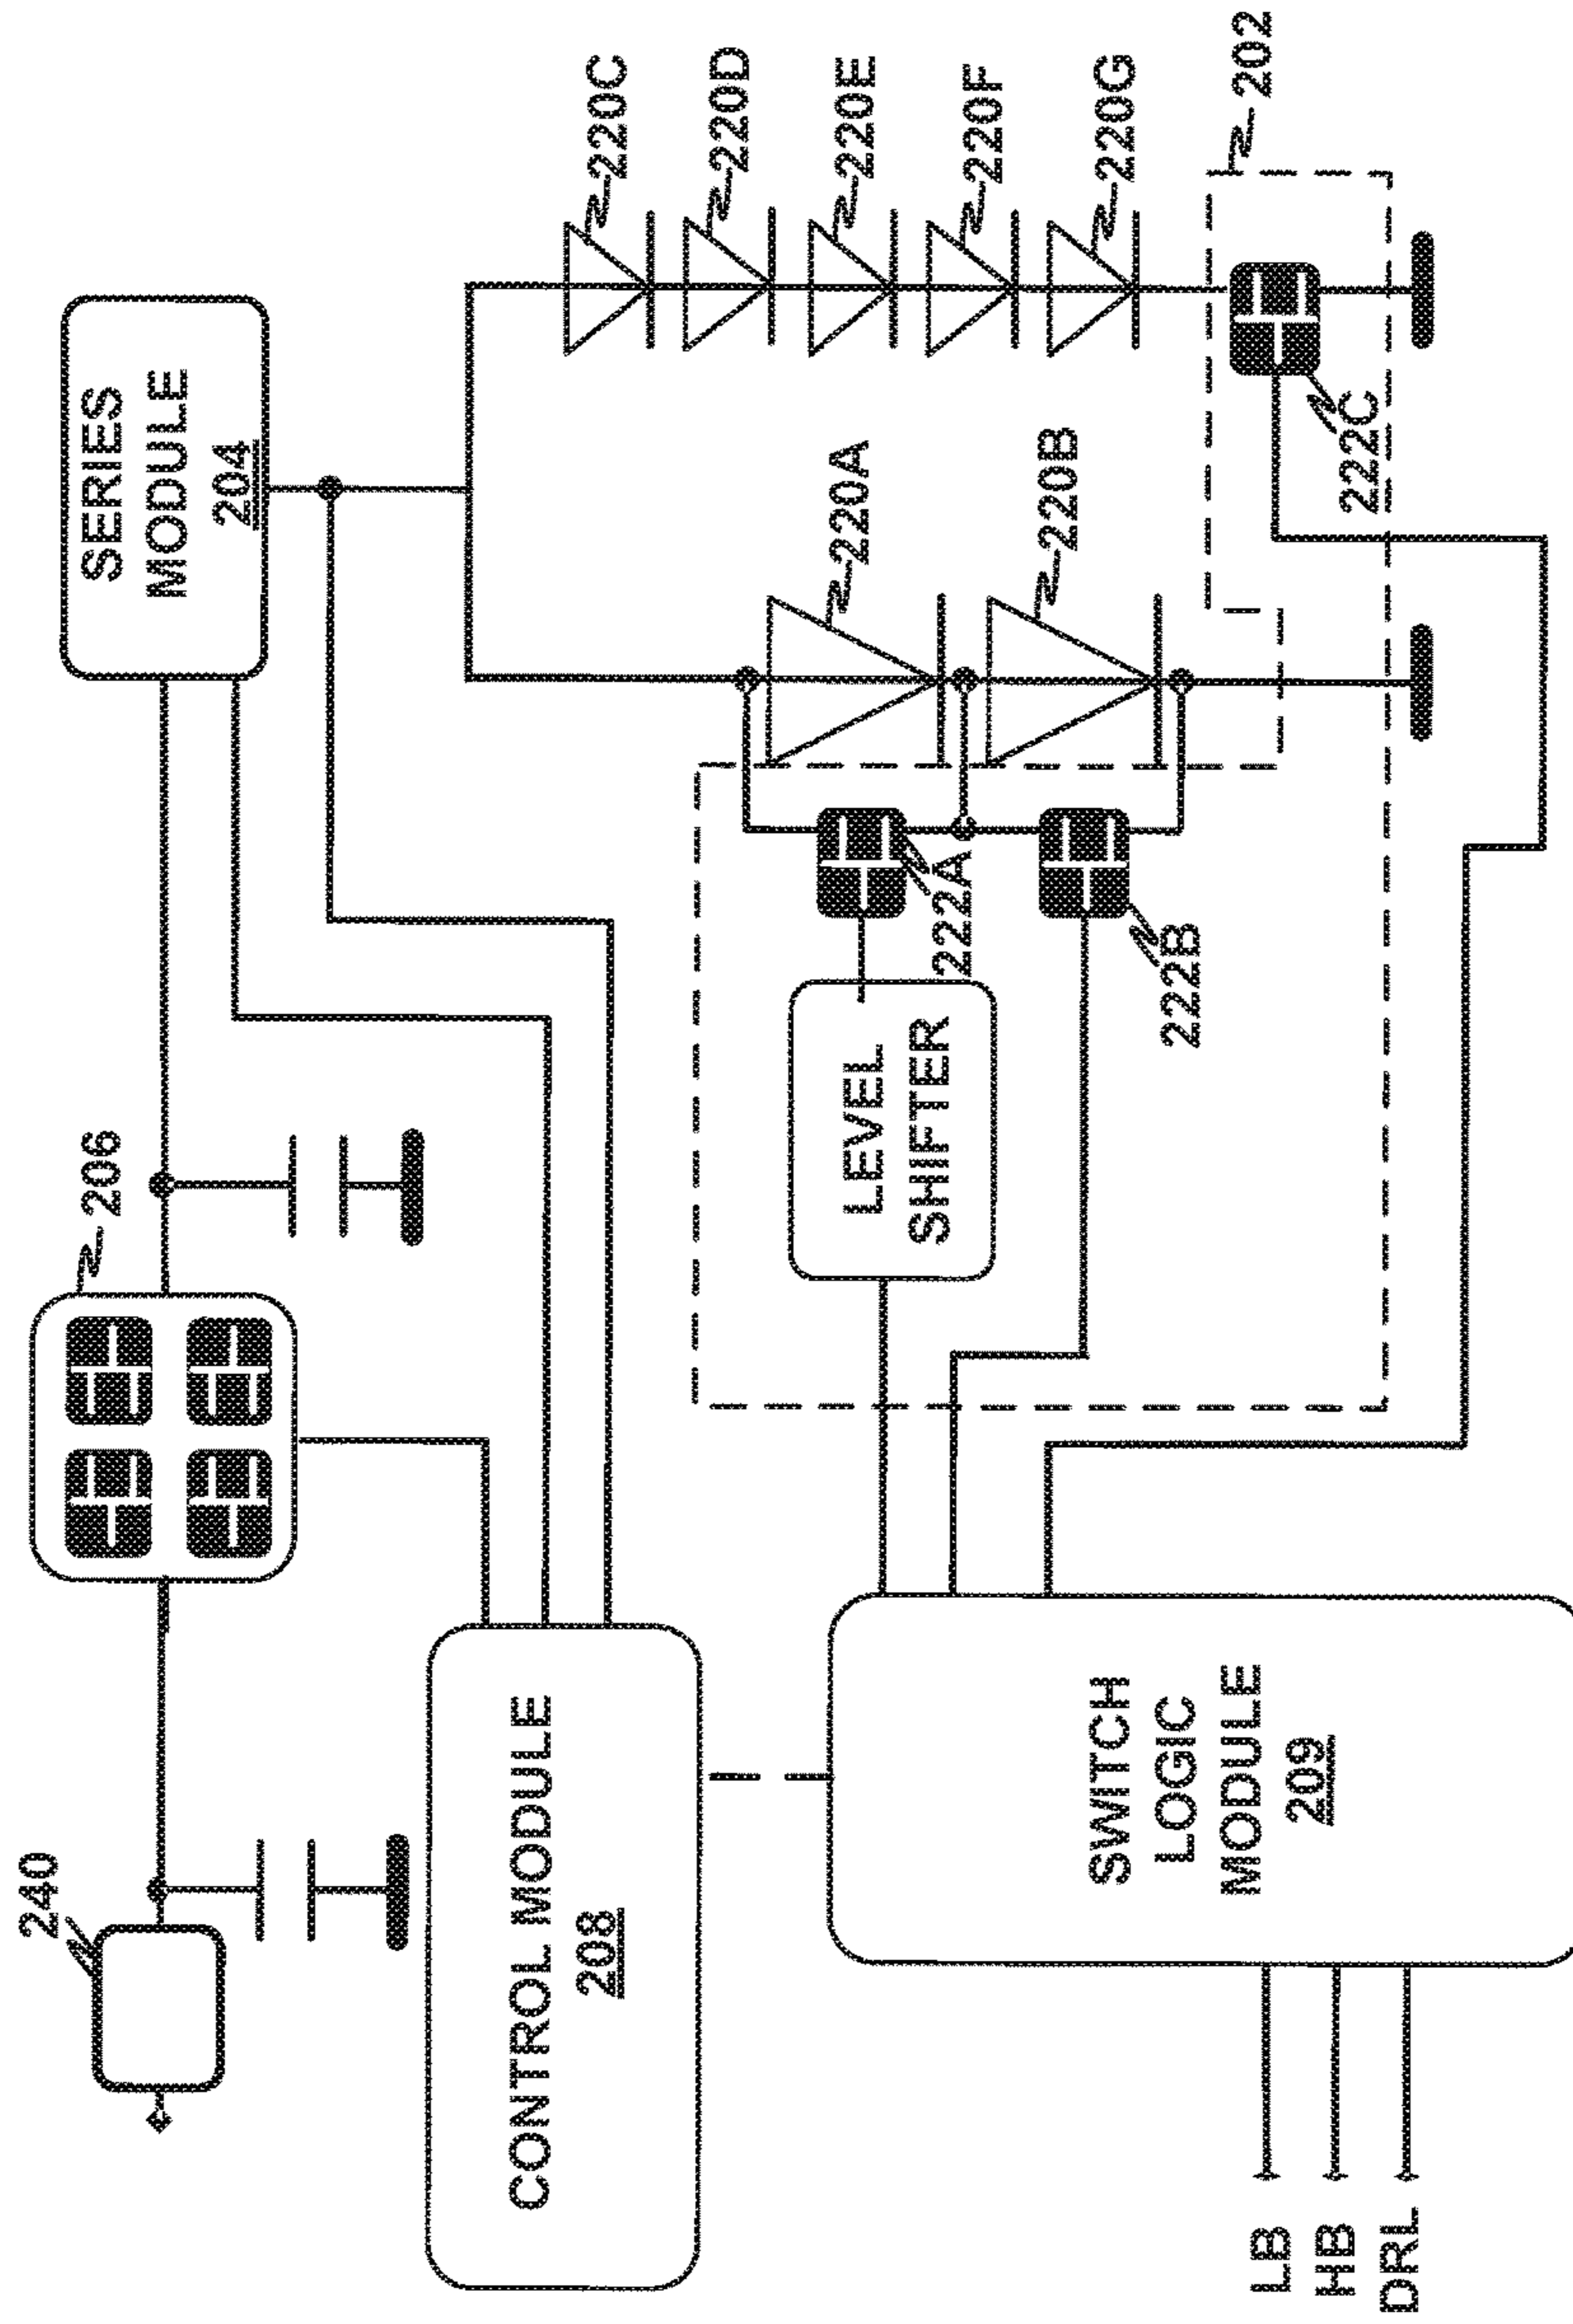 240
206
SERIES
MODULE
204
CONTROL MODULE
208
220C
220D
220E
220F
220G
220A
220B
LEVEL
SHIFTER
222A
222B
222C
202
SWITCH
LOGIC
MODULE
209
LB
HB
DRL